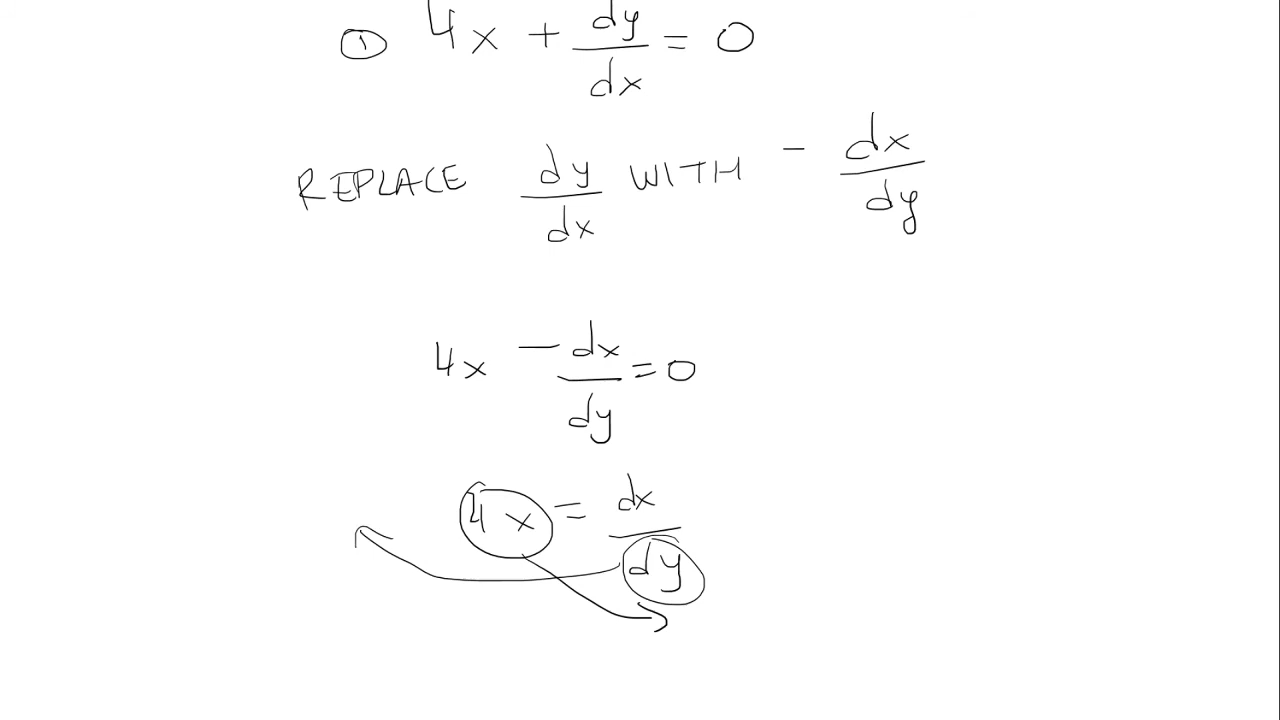 ① 4x + dy/dx = 0
REPLACE dy/dx WITH - dx/dy
4x - dx/dy = 0
4x = dx/dy